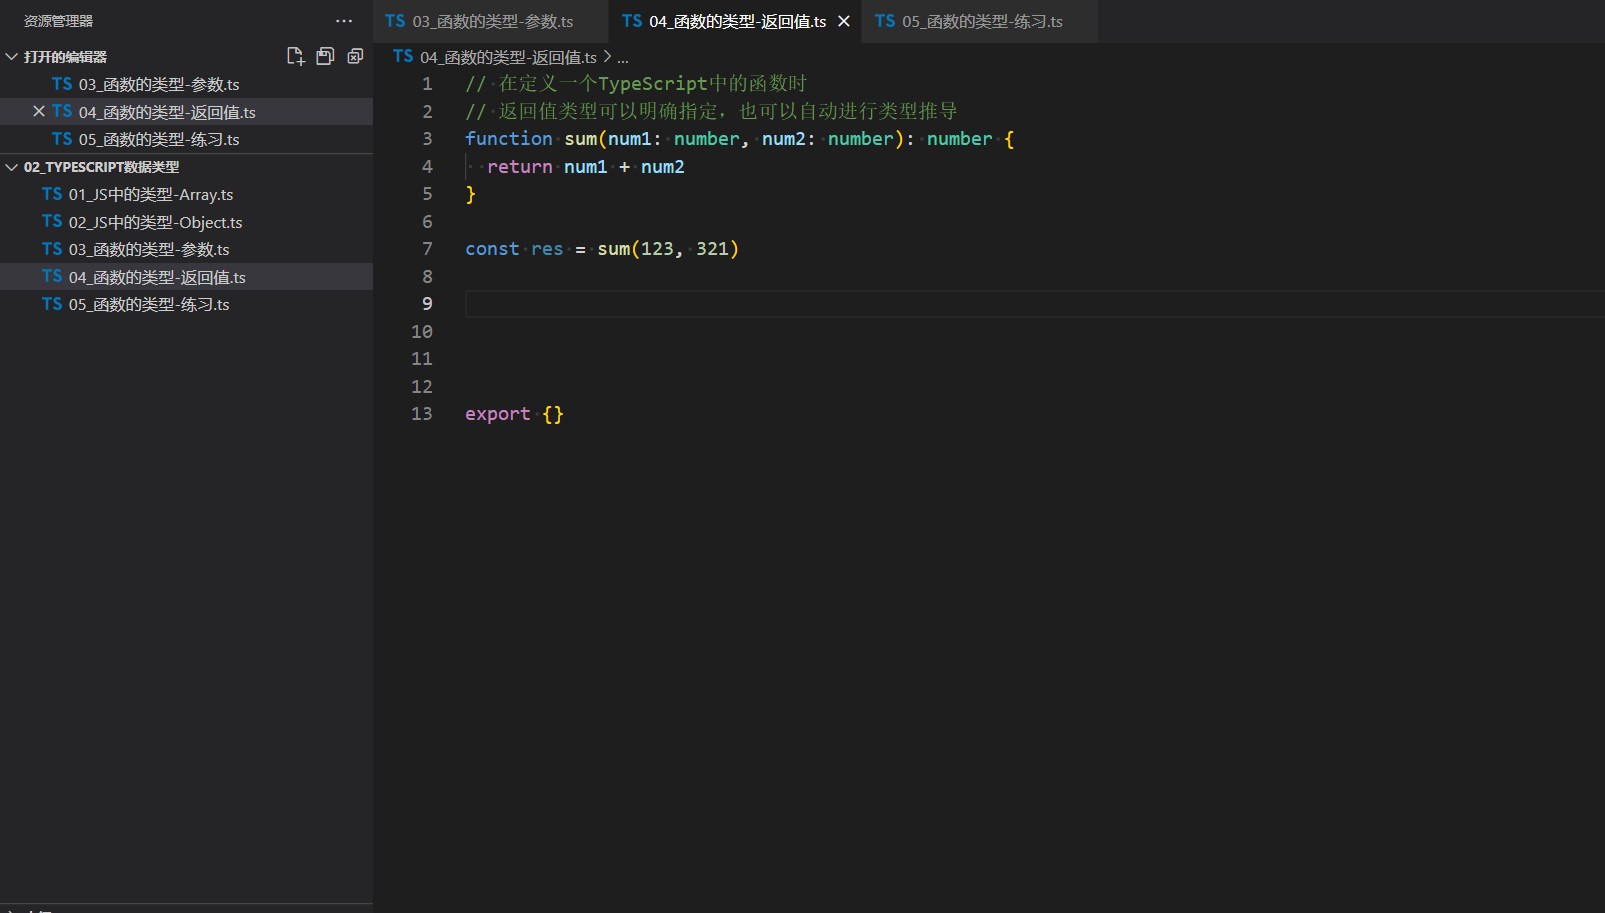 资源管理器
打开的编辑器
TS 03_函数的类型-参数.ts
TS 04_函数的类型-返回值.ts
TS 05_函数的类型-练习.ts
02_TYPESCRIPT数据类型
TS 01_JS中的类型-Array.ts
TS 02_JS中的类型-Object.ts
TS 03_函数的类型-参数.ts
TS 04_函数的类型-返回值.ts
TS 05_函数的类型-练习.ts
TS 03_函数的类型-参数.ts TS 04_函数的类型-返回值.ts TS 05_函数的类型-练习.ts
TS 04_函数的类型-返回值.ts > ...
1 // 在定义一个TypeScript中的函数时
2 // 返回值类型可以明确指定，也可以自动进行类型推导
3 function sum(num1: number, num2: number): number {
4 return num1 + num2
5 }
6
7 const res = sum(123, 321)
8
9
10
11
12
13 export {}